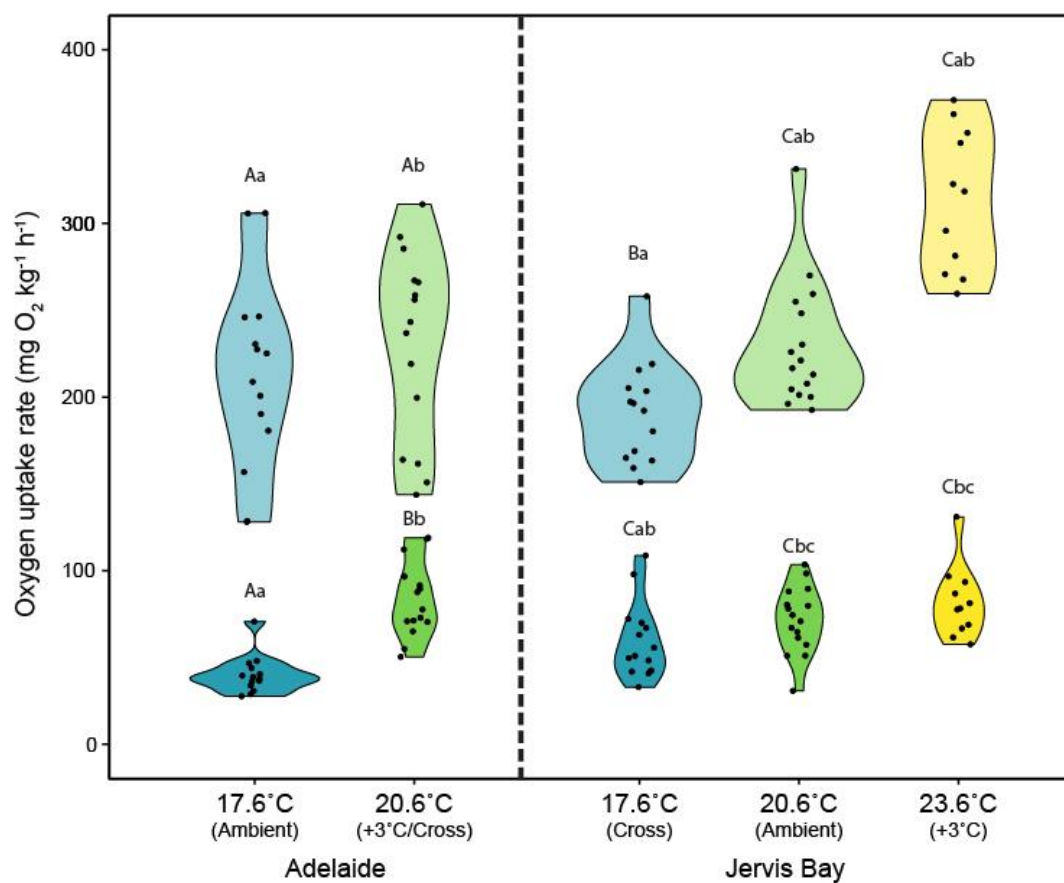 Oxygen uptake rate (mg O₂ kg⁻¹ h⁻¹)
400
300
200
100
0
Aa
Ab
Aa
Bb
Ba
Cab
Cab
Cab
Cbc
Cbc
17.6°C
(Ambient)
20.6°C
(+3°C/Cross)
17.6°C
(Cross)
20.6°C
(Ambient)
23.6°C
(+3°C)
Adelaide
Jervis Bay